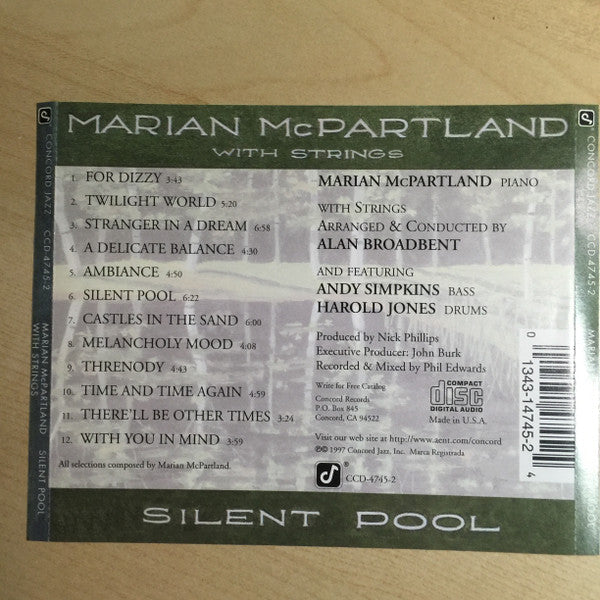 MARIAN McPARTLAND
WITH STRINGS
1. FOR DIZZY 3:43
2. TWILIGHT WORLD 5:20
3. STRANGER IN A DREAM 6:58
4. A DELICATE BALANCE 4:30
5. AMBIANCE 4:50
6. SILENT POOL 6:22
7. CASTLES IN THE SAND 6:00
8. MELANCHOLY MOOD 4:08
9. THRENODY 4:43
10. TIME AND TIME AGAIN 4:59
11. THERE'LL BE OTHER TIMES 3:24
12. WITH YOU IN MIND 3:59
All selections composed by Marian McPartland.
MARIAN McPARTLAND PIANO
WITH STRINGS
ARRANGED & CONDUCTED BY
ALAN BROADBENT
AND FEATURING
ANDY SIMPKINS BASS
HAROLD JONES DRUMS
Produced by Nick Phillips
Executive Producer: John Burk
Recorded & Mixed by Phil Edwards
Write for Free Catalog
Concord Records
P.O. Box 845
Concord, CA 94522
COMPACT
disc
DIGITAL AUDIO
Made in U.S.A.
Visit our web site at http://www.aent.com/concord
℗© 1997 Concord Jazz, Inc. Marca Registrada
®
CCD-4745-2
0 1343-14745-2 4
SILENT POOL
CONCORD JAZZ CCD-4745-2
MARIAN McPARTLAND SILENT POOL
WITH STRINGS